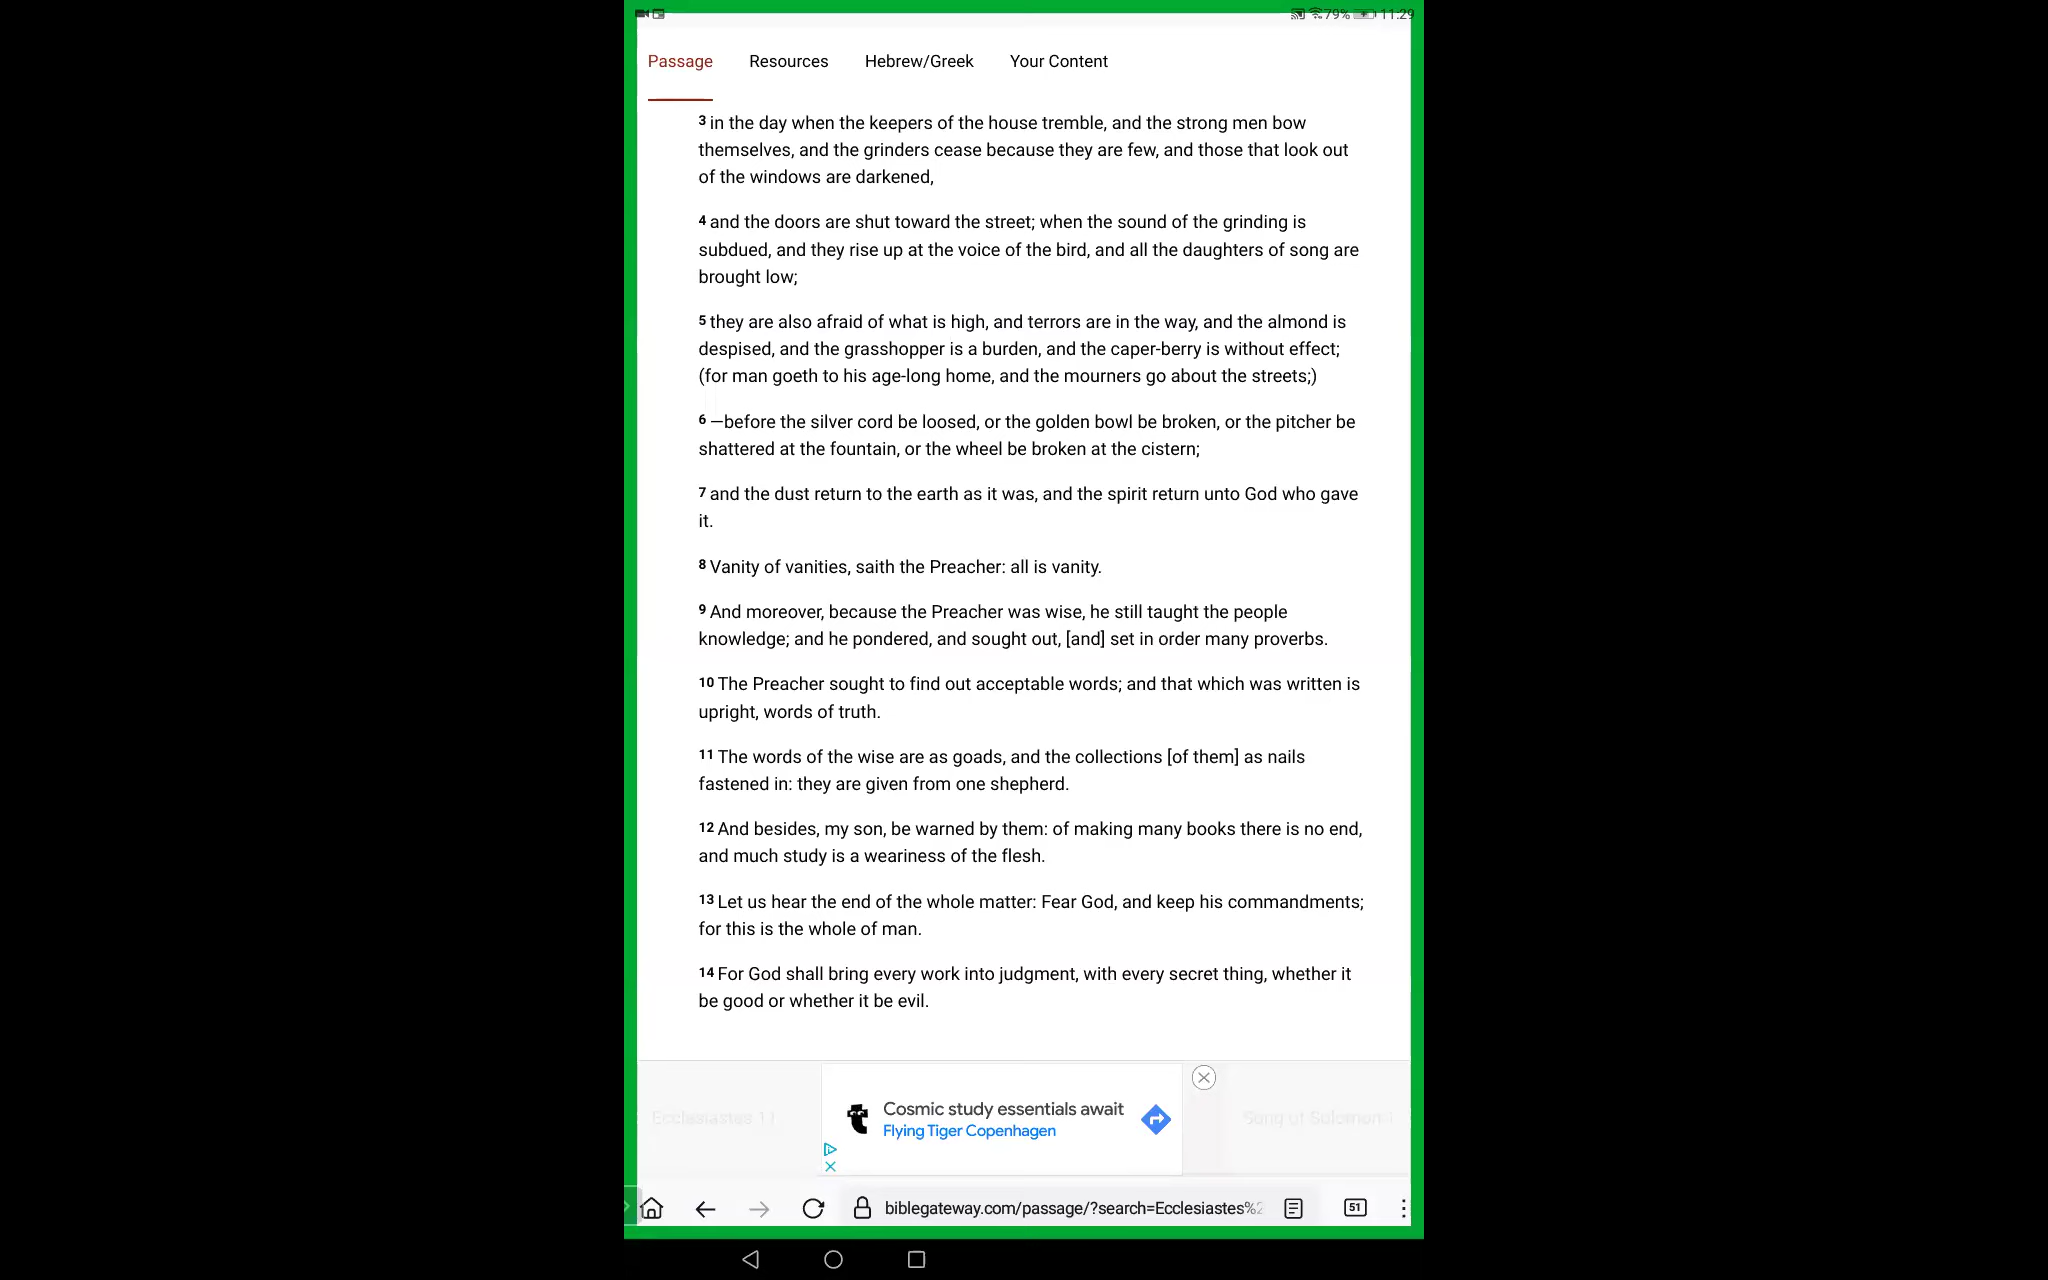 79% 11:29
Passage Resources Hebrew/Greek Your Content
3 in the day when the keepers of the house tremble, and the strong men bow
themselves, and the grinders cease because they are few, and those that look out
of the windows are darkened,
4 and the doors are shut toward the street; when the sound of the grinding is
subdued, and they rise up at the voice of the bird, and all the daughters of song are
brought low;
5 they are also afraid of what is high, and terrors are in the way, and the almond is
despised, and the grasshopper is a burden, and the caper-berry is without effect;
(for man goeth to his age-long home, and the mourners go about the streets;)
6 —before the silver cord be loosed, or the golden bowl be broken, or the pitcher be
shattered at the fountain, or the wheel be broken at the cistern;
7 and the dust return to the earth as it was, and the spirit return unto God who gave
it.
8 Vanity of vanities, saith the Preacher: all is vanity.
9 And moreover, because the Preacher was wise, he still taught the people
knowledge; and he pondered, and sought out, [and] set in order many proverbs.
10 The Preacher sought to find out acceptable words; and that which was written is
upright, words of truth.
11 The words of the wise are as goads, and the collections [of them] as nails
fastened in: they are given from one shepherd.
12 And besides, my son, be warned by them: of making many books there is no end,
and much study is a weariness of the flesh.
13 Let us hear the end of the whole matter: Fear God, and keep his commandments;
for this is the whole of man.
14 For God shall bring every work into judgment, with every secret thing, whether it
be good or whether it be evil.
Cosmic study essentials await
Ecclesiastes 11 Song of Solomon 1
Flying Tiger Copenhagen
biblegateway.com/passage/?search=Ecclesiastes%2 51